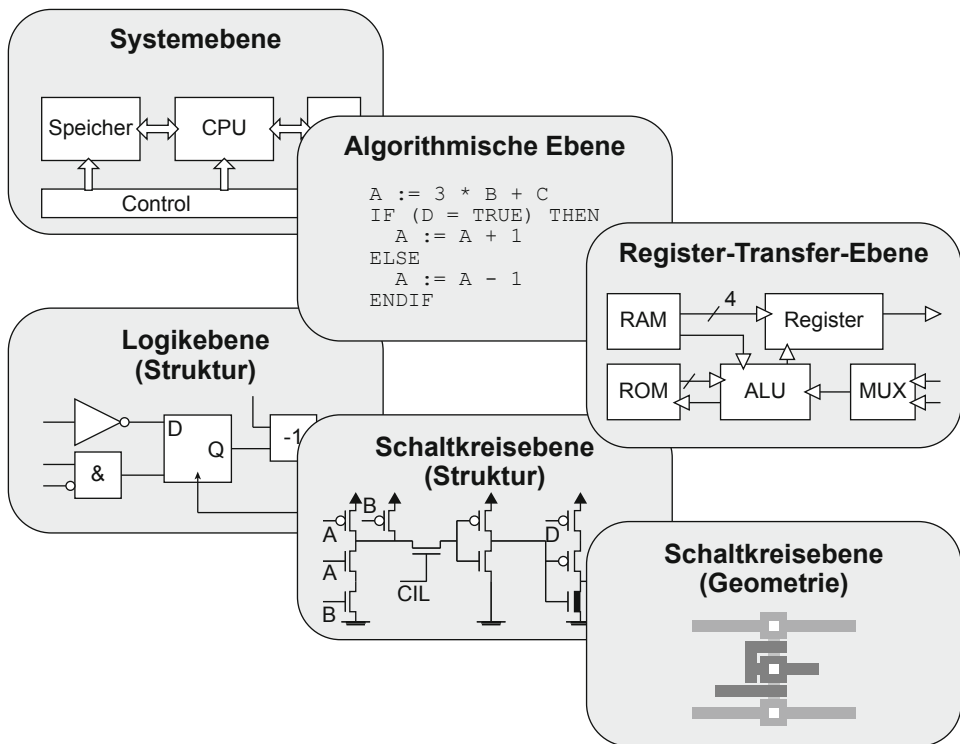 Systemebene
Speicher
CPU
Control
Algorithmische Ebene
A := 3 * B + C
IF (D = TRUE) THEN
A := A + 1
ELSE
A := A - 1
ENDIF
Register-Transfer-Ebene
RAM
4
Register
ROM
ALU
MUX
Logikebene
(Struktur)
D
Q
-1
&
Schaltkreisebene
(Struktur)
B
A
D
A
CIL
B
Schaltkreisebene
(Geometrie)